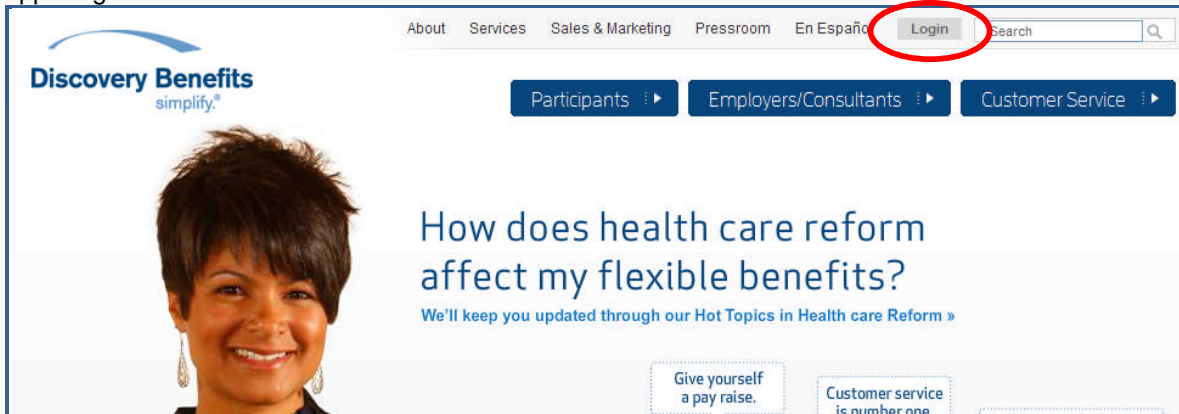 About Services Sales & Marketing Pressroom En Español Login Search
Discovery Benefits
simplify.®
Participants Employers/Consultants Customer Service
How does health care reform
affect my flexible benefits?
We'll keep you updated through our Hot Topics in Health care Reform »
Give yourself
a pay raise.
Customer service
is number one